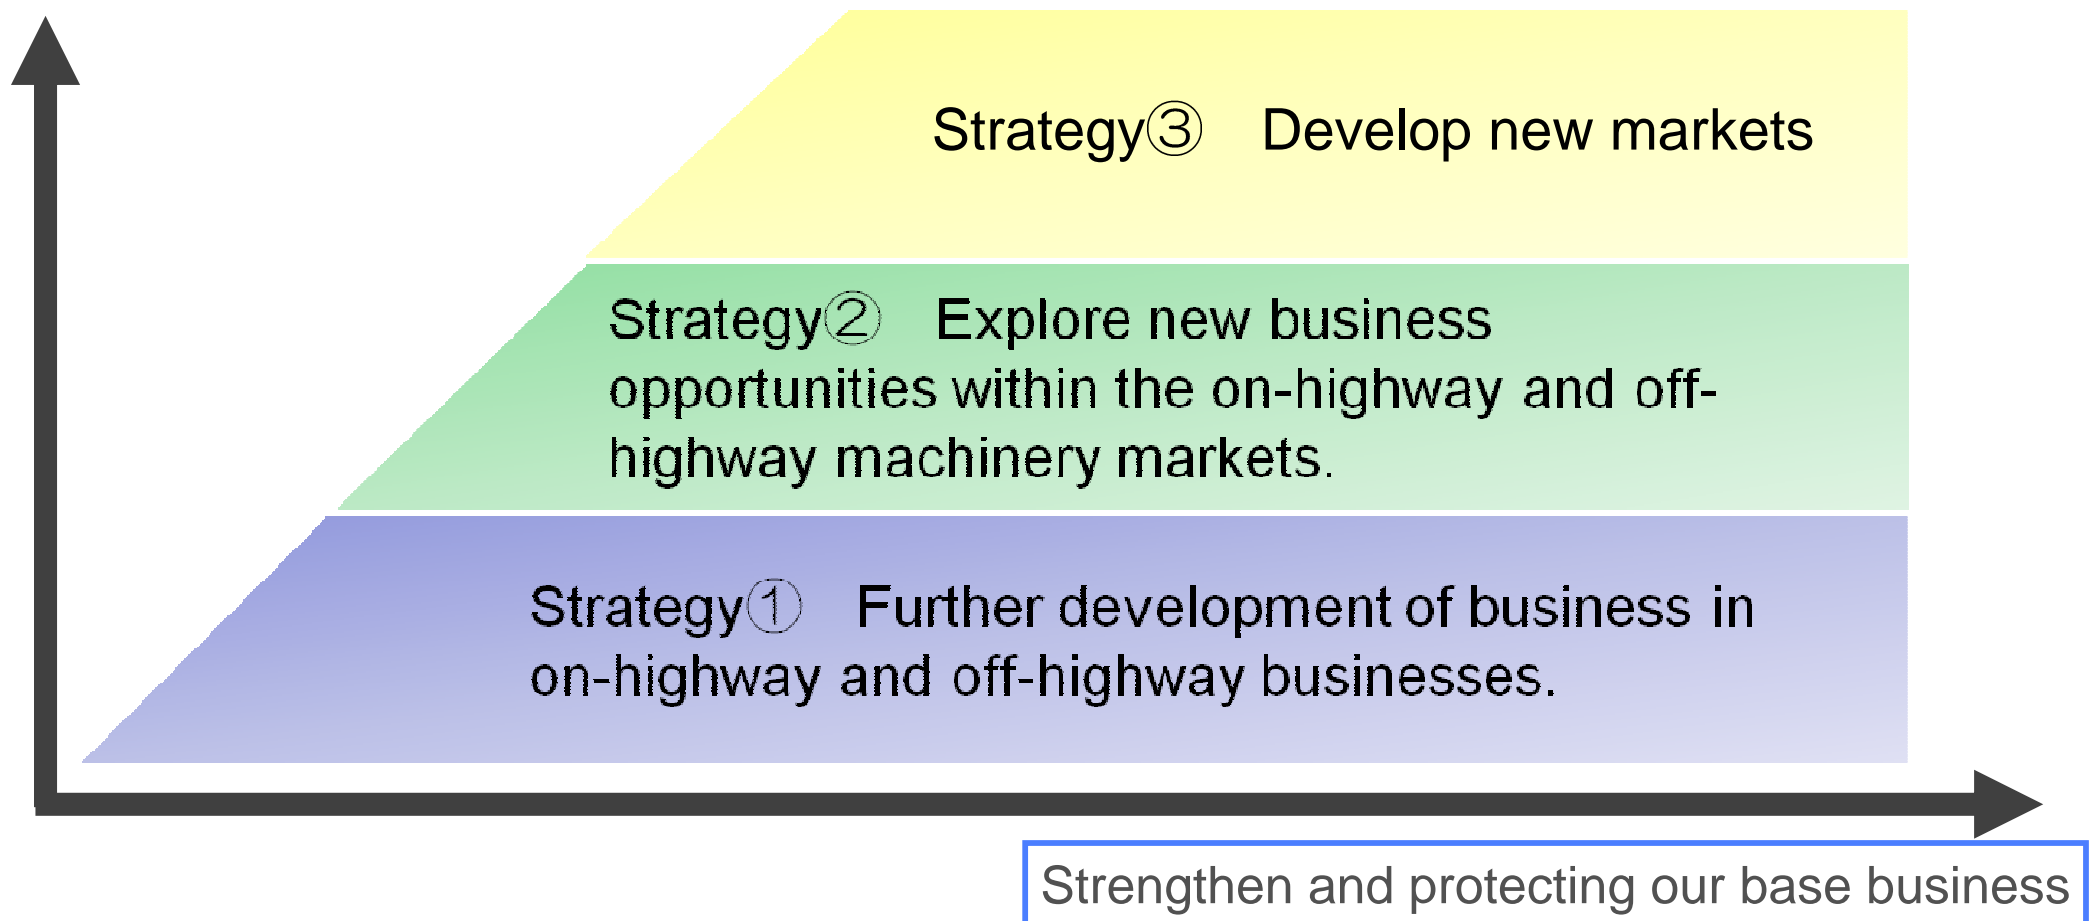 Strategy③ Develop new markets
Strategy② Explore new business
opportunities within the on-highway and off-
highway machinery markets.
Strategy① Further development of business in
on-highway and off-highway businesses.
Strengthen and protecting our base business